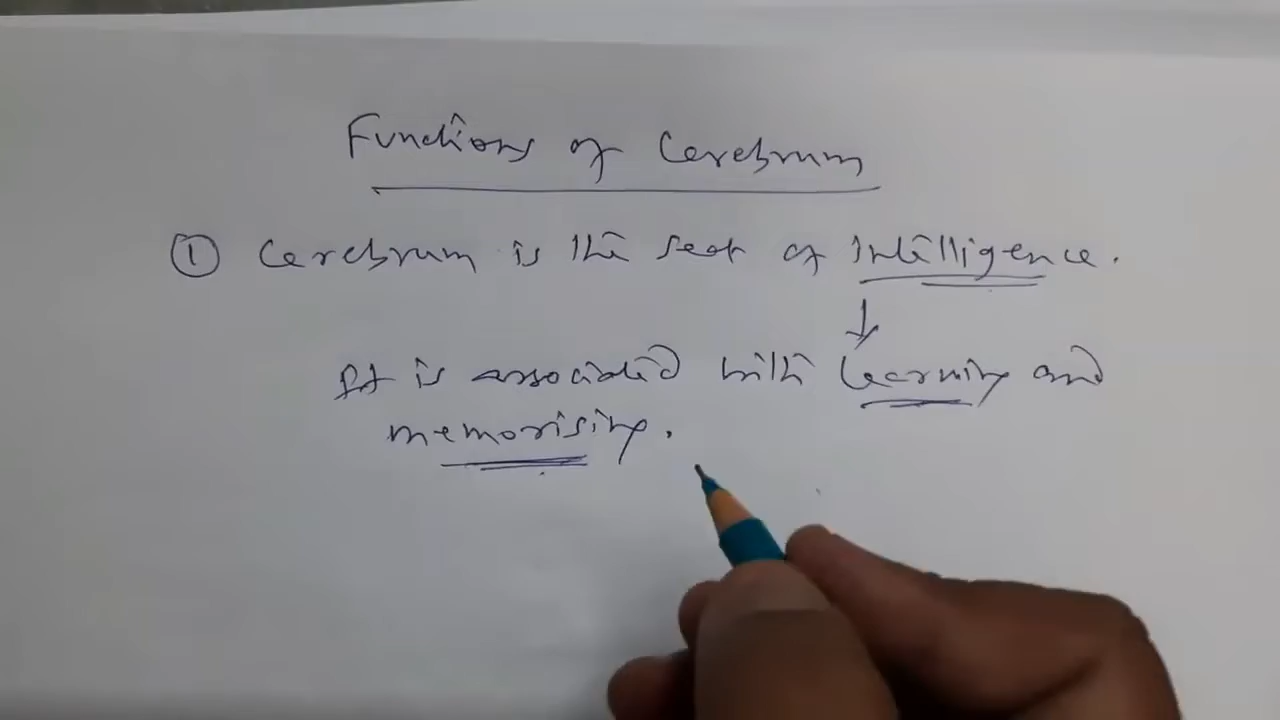 Functions of Cerebrum
① Cerebrum is the seat of Intelligence.
↓
It is associated with learning and
memorising.